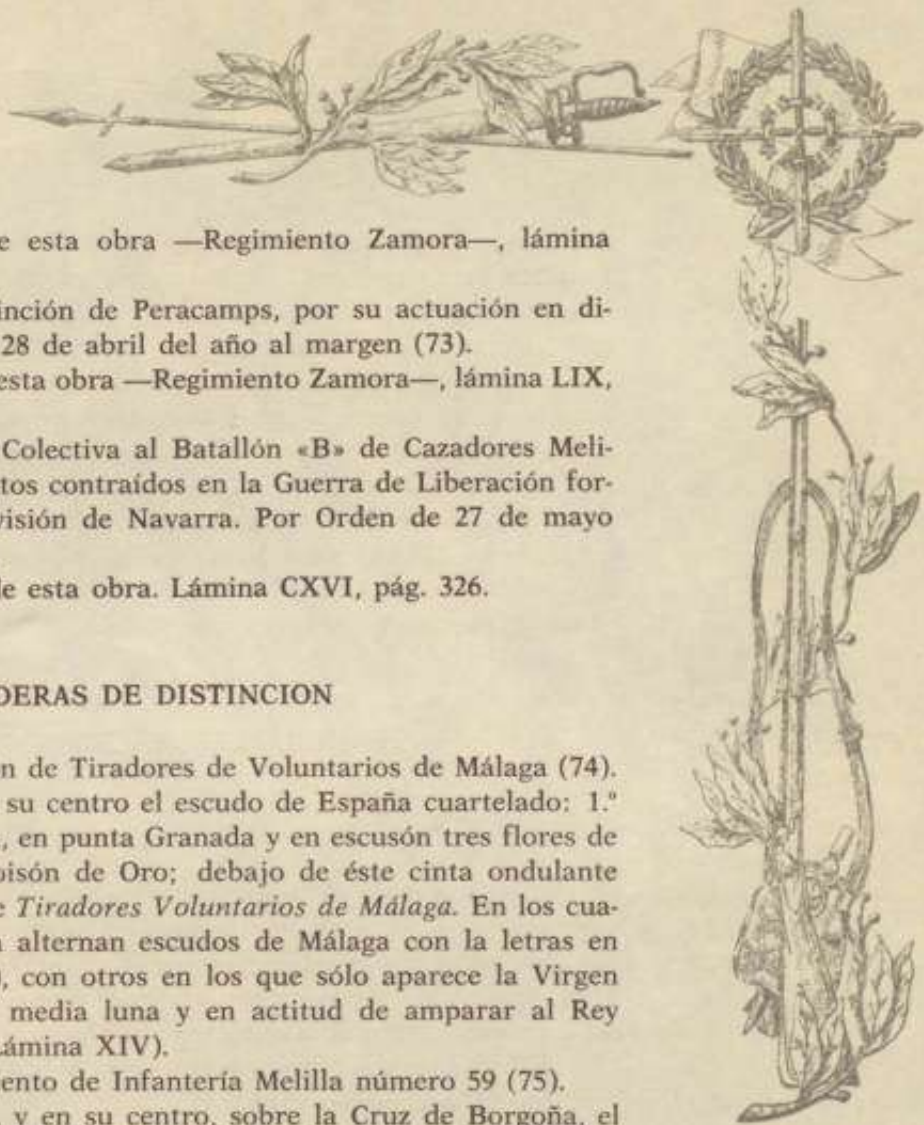 e esta obra —Regimiento Zamora—, lámina
inción de Peracamps, por su actuación en di-
28 de abril del año al margen (73).
esta obra —Regimiento Zamora—, lámina LIX,
Colectiva al Batallón «B» de Cazadores Meli-
tos contraídos en la Guerra de Liberación for-
visión de Navarra. Por Orden de 27 de mayo
le esta obra. Lámina CXVI, pág. 326.
DERAS DE DISTINCION
n de Tiradores de Voluntarios de Málaga (74).
su centro el escudo de España cuartelado: 1.º
, en punta Granada y en escusón tres flores de
oisón de Oro; debajo de éste cinta ondulante
e Tiradores Voluntarios de Málaga. En los cua-
n alternan escudos de Málaga con la letras en
), con otros en los que sólo aparece la Virgen
media luna y en actitud de amparar al Rey
Lámina XIV).
ento de Infantería Melilla número 59 (75).
y en su centro, sobre la Cruz de Borgoña, el